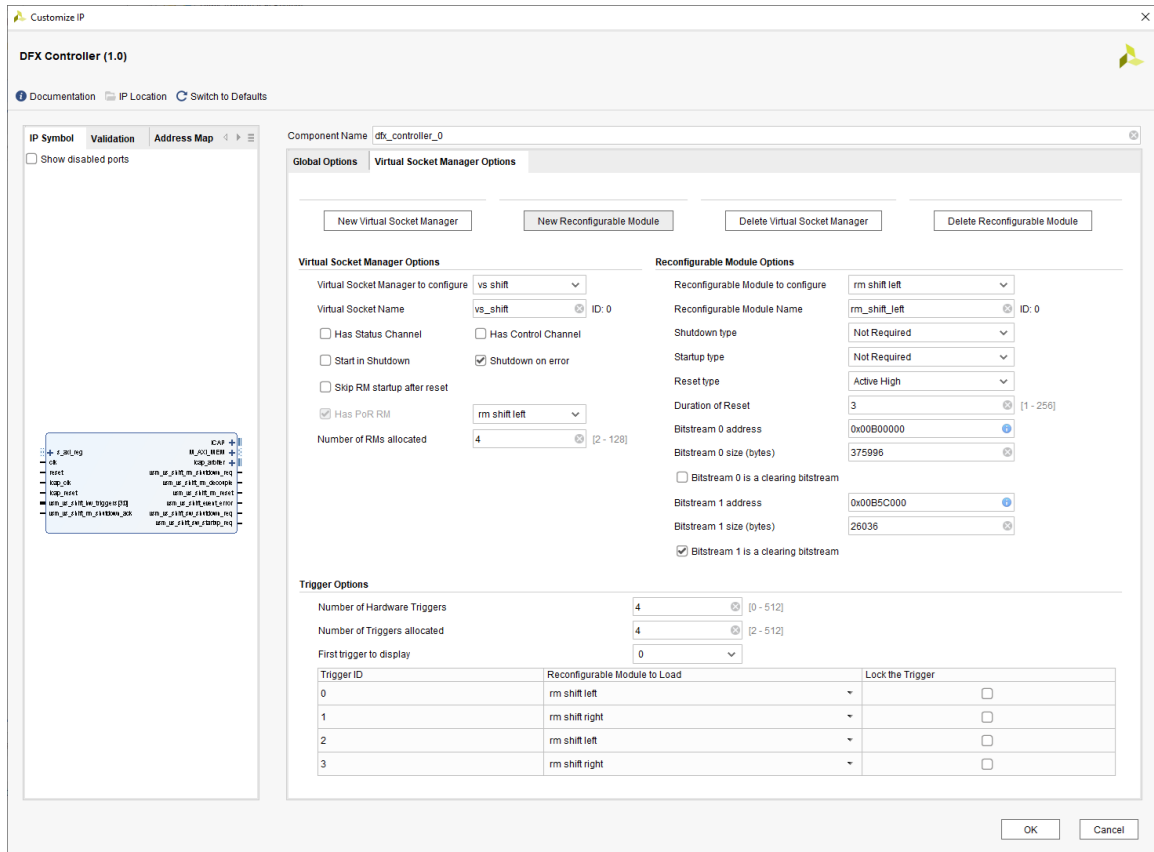 Customize IP
DFX Controller (1.0)
Documentation IP Location Switch to Defaults
IP Symbol Validation Address Map
Show disabled ports
s_axi_reg
clk
reset
icap_clk
icap_reset
ICAP
M_AXI_MEM
icap_arbiter
Component Name dfx_controller_0
Global Options Virtual Socket Manager Options
New Virtual Socket Manager New Reconfigurable Module Delete Virtual Socket Manager Delete Reconfigurable Module
Virtual Socket Manager Options
Virtual Socket Manager to configure vs shift
Virtual Socket Name vs_shift ID: 0
Has Status Channel Has Control Channel
Start in Shutdown Shutdown on error
Skip RM startup after reset
Has PoR RM rm shift left
Number of RMs allocated 4 [2 - 128]
Reconfigurable Module Options
Reconfigurable Module to configure rm shift left
Reconfigurable Module Name rm_shift_left ID: 0
Shutdown type Not Required
Startup type Not Required
Reset type Active High
Duration of Reset 3 [1 - 256]
Bitstream 0 address 0x00B00000
Bitstream 0 size (bytes) 375996
Bitstream 0 is a clearing bitstream
Bitstream 1 address 0x00B5C000
Bitstream 1 size (bytes) 26036
Bitstream 1 is a clearing bitstream
Trigger Options
Number of Hardware Triggers 4 [0 - 512]
Number of Triggers allocated 4 [2 - 512]
First trigger to display 0
Trigger ID Reconfigurable Module to Load Lock the Trigger
0 rm shift left
1 rm shift right
2 rm shift left
3 rm shift right
OK Cancel